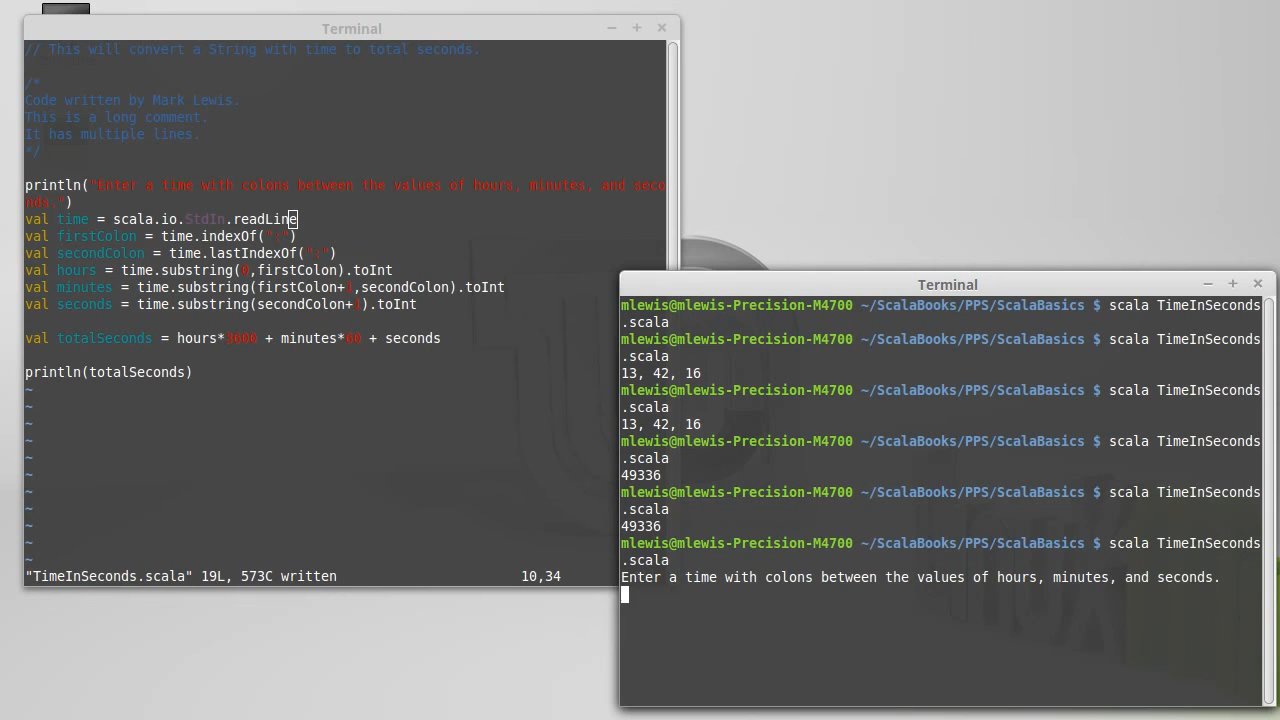 Terminal
// This will convert a String with time to total seconds.
/*
Code written by Mark Lewis.
This is a long comment.
It has multiple lines.
*/
println("Enter a time with colons between the values of hours, minutes, and seco
nds.")
val time = scala.io.StdIn.readLine
val firstColon = time.indexOf(":")
val secondColon = time.lastIndexOf(":")
val hours = time.substring(0,firstColon).toInt
val minutes = time.substring(firstColon+1,secondColon).toInt
val seconds = time.substring(secondColon+1).toInt
val totalSeconds = hours*3600 + minutes*60 + seconds
println(totalSeconds)
~
~
~
~
~
~
~
~
~
~
~
"TimeInSeconds.scala" 19L, 573C written 10,34
Terminal
mlewis@mlewis-Precision-M4700 ~/ScalaBooks/PPS/ScalaBasics $ scala TimeInSeconds
.scala
mlewis@mlewis-Precision-M4700 ~/ScalaBooks/PPS/ScalaBasics $ scala TimeInSeconds
.scala
13, 42, 16
mlewis@mlewis-Precision-M4700 ~/ScalaBooks/PPS/ScalaBasics $ scala TimeInSeconds
.scala
13, 42, 16
mlewis@mlewis-Precision-M4700 ~/ScalaBooks/PPS/ScalaBasics $ scala TimeInSeconds
.scala
49336
mlewis@mlewis-Precision-M4700 ~/ScalaBooks/PPS/ScalaBasics $ scala TimeInSeconds
.scala
49336
mlewis@mlewis-Precision-M4700 ~/ScalaBooks/PPS/ScalaBasics $ scala TimeInSeconds
.scala
Enter a time with colons between the values of hours, minutes, and seconds.